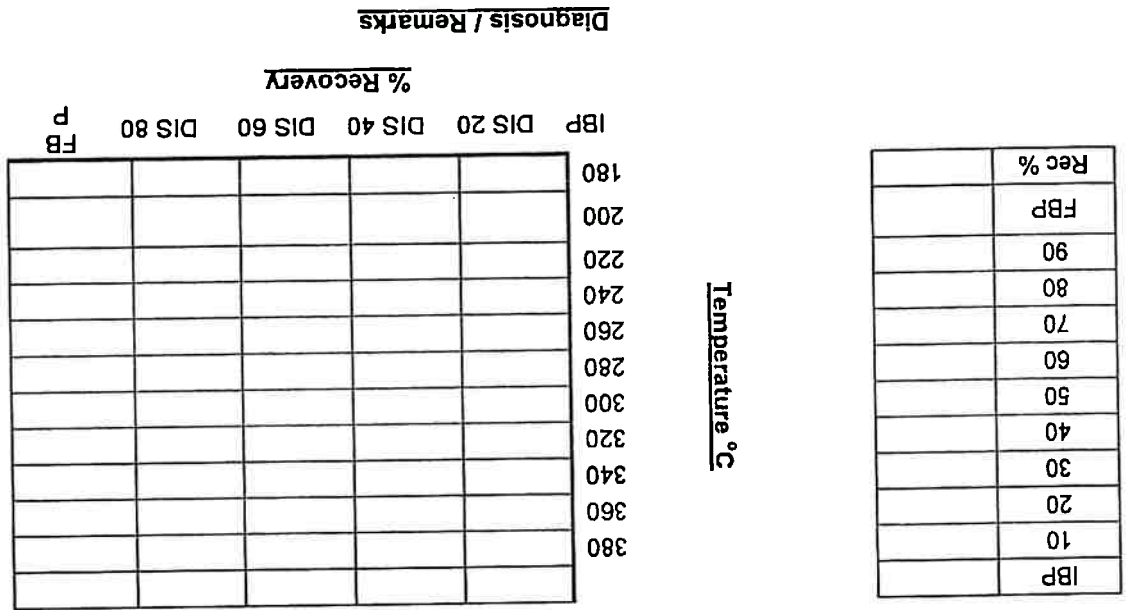 IBP
10
20
30
40
50
60
70
80
90
FBP
Rec %
Temperature °C
380
360
340
320
300
280
260
240
220
200
180
IBP DIS 20 DIS 40 DIS 60 DIS 80 FB
P
% Recovery
Diagnosis / Remarks